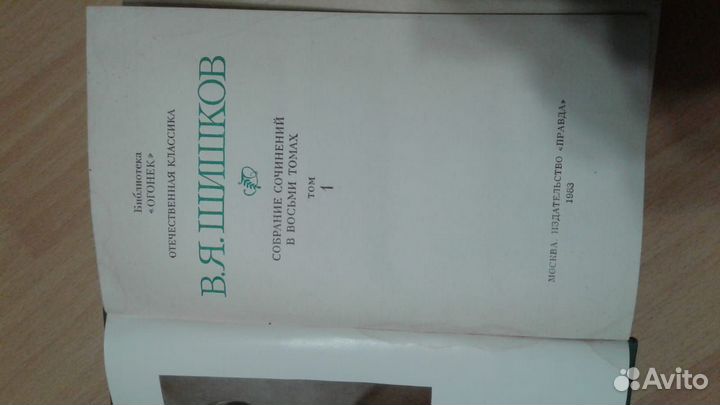 Библиотека
«ОГОНЕК»
ОТЕЧЕСТВЕННАЯ КЛАССИКА
В.Я.ШИШКОВ
СОБРАНИЕ СОЧИНЕНИЙ
В ВОСЬМИ ТОМАХ
ТОМ
1
МОСКВА. ИЗДАТЕЛЬСТВО «ПРАВДА»
1983
Avito